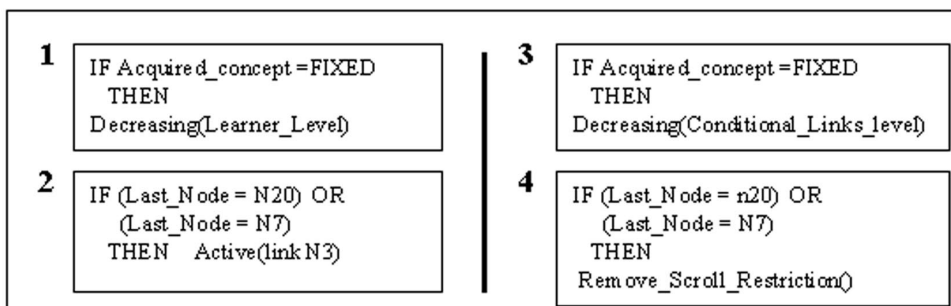 1
IF Acquired_concept =FIXED
THEN
Decreasing(Learner_Level)
2
IF (Last_Node = N20) OR
(Last_Node = N7)
THEN Active(link N3)
3
IF Acquired_concept =FIXED
THEN
Decreasing(Conditional_Links_level)
4
IF (Last_Node = n20) OR
(Last_Node = N7)
THEN
Remove_Scroll_Restriction()